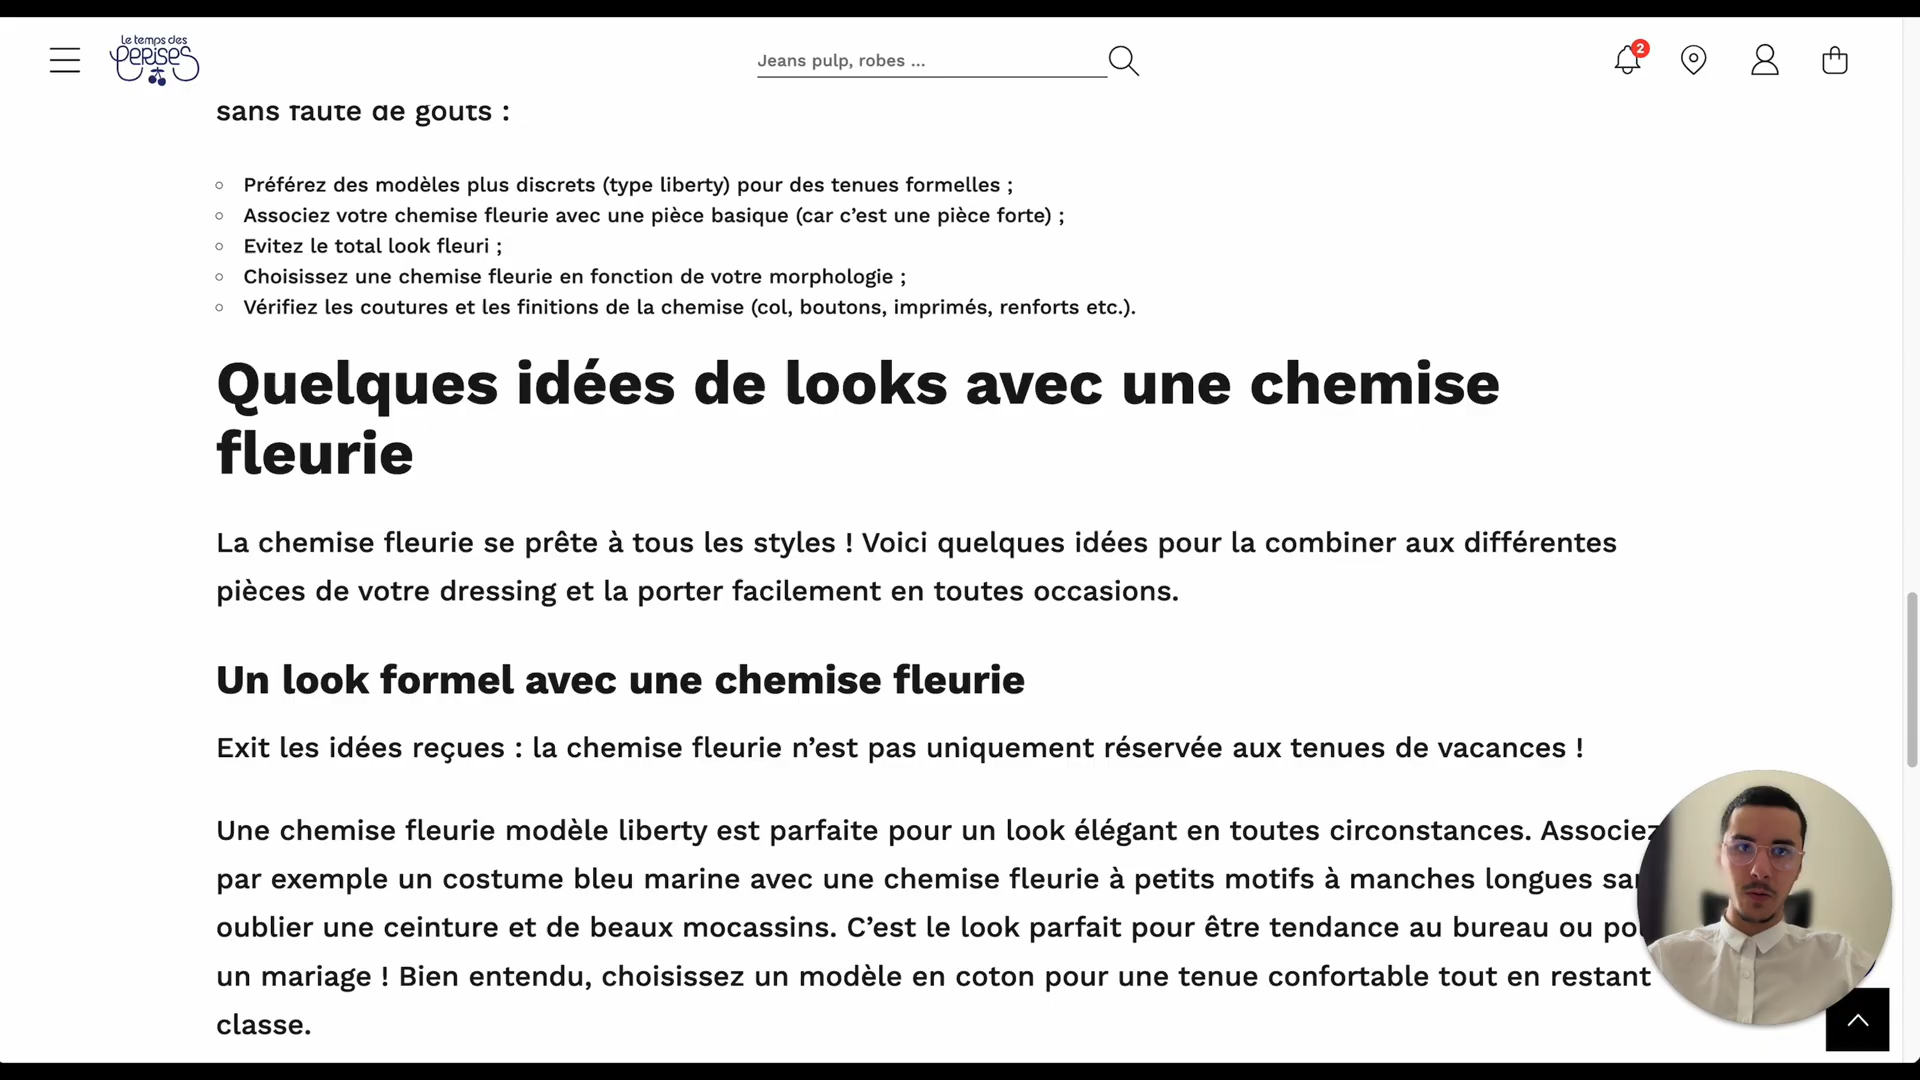 le temps des
cerises
Jeans pulp, robes ...
2
sans faute de goûts :
Préférez des modèles plus discrets (type liberty) pour des tenues formelles ;
Associez votre chemise fleurie avec une pièce basique (car c’est une pièce forte) ;
Evitez le total look fleuri ;
Choisissez une chemise fleurie en fonction de votre morphologie ;
Vérifiez les coutures et les finitions de la chemise (col, boutons, imprimés, renforts etc.).
Quelques idées de looks avec une chemise
fleurie
La chemise fleurie se prête à tous les styles ! Voici quelques idées pour la combiner aux différentes
pièces de votre dressing et la porter facilement en toutes occasions.
Un look formel avec une chemise fleurie
Exit les idées reçues : la chemise fleurie n’est pas uniquement réservée aux tenues de vacances !
Une chemise fleurie modèle liberty est parfaite pour un look élégant en toutes circonstances. Associez
par exemple un costume bleu marine avec une chemise fleurie à petits motifs à manches longues
oublier une ceinture et de beaux mocassins. C’est le look parfait pour être tendance au bureau ou
un mariage ! Bien entendu, choisissez un modèle en coton pour une tenue confortable tout en restant
classe.